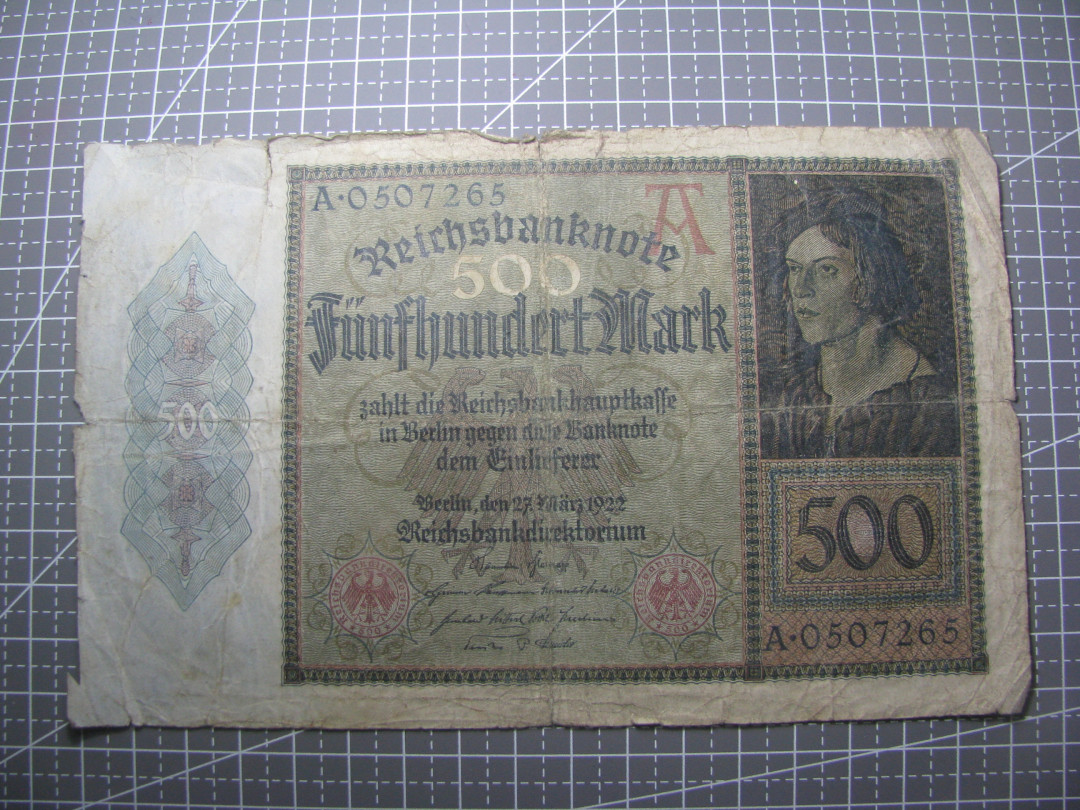 A·0507265
A
Reichsbanknote
500
Fünfhundert Mark
zahlt die Reichsbankhauptkasse
in Berlin gegen diese Banknote
dem Einlieferer
Berlin, den 27. März 1922
Reichsbankdirektorium
500
500
A·0507265